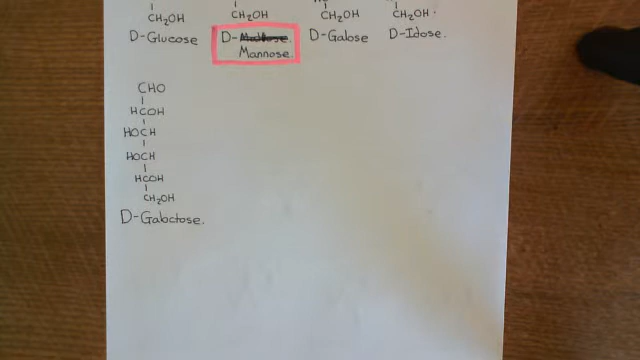 CH₂OH CH₂OH CH₂OH CH₂OH.
D-Glucose D- D-Galose D-Idose.
Mannose.
CHO
HCOH
HOCH
HOCH
HCOH
CH₂OH
D-Galactose.